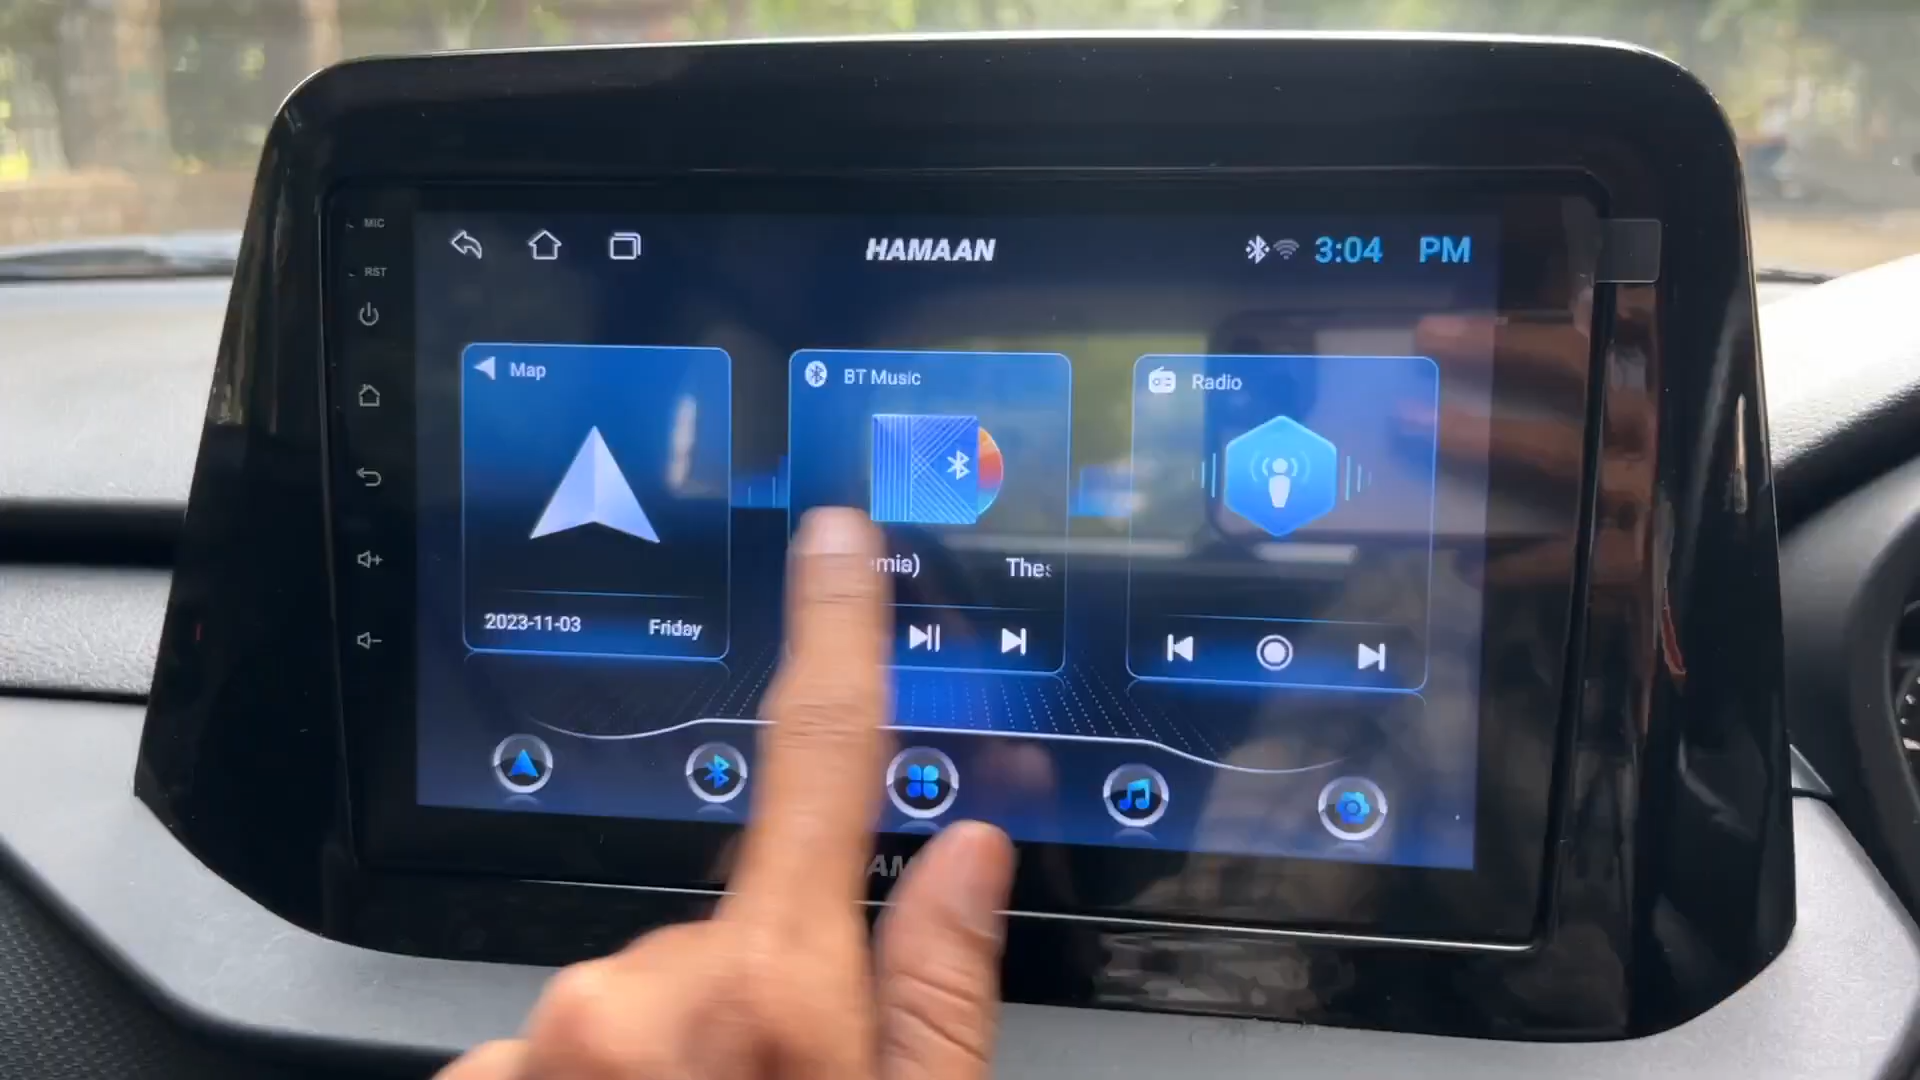 MIC
RST
HAMAAN
3:04 PM
Map
BT Music
Radio
mia) Thes
2023-11-03 Friday